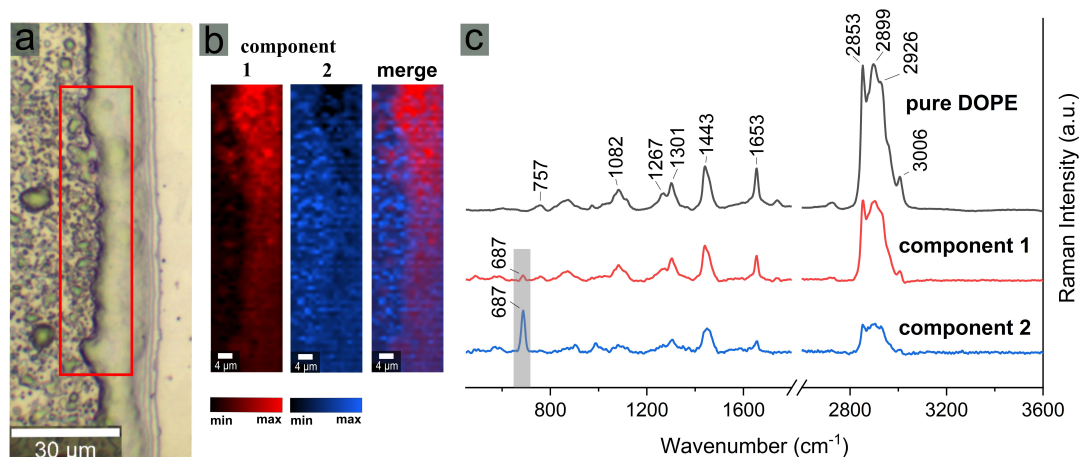 a
30 µm
b
component
1 2 merge
4 µm 4 µm 4 µm
min max min max
c
2853
2899
2926
pure DOPE
757
1082
1267
1301
1443
1653
3006
687
component 1
687
component 2
800 1200 1600 2800 3200 3600
Wavenumber (cm⁻¹)
Raman Intensity (a.u.)